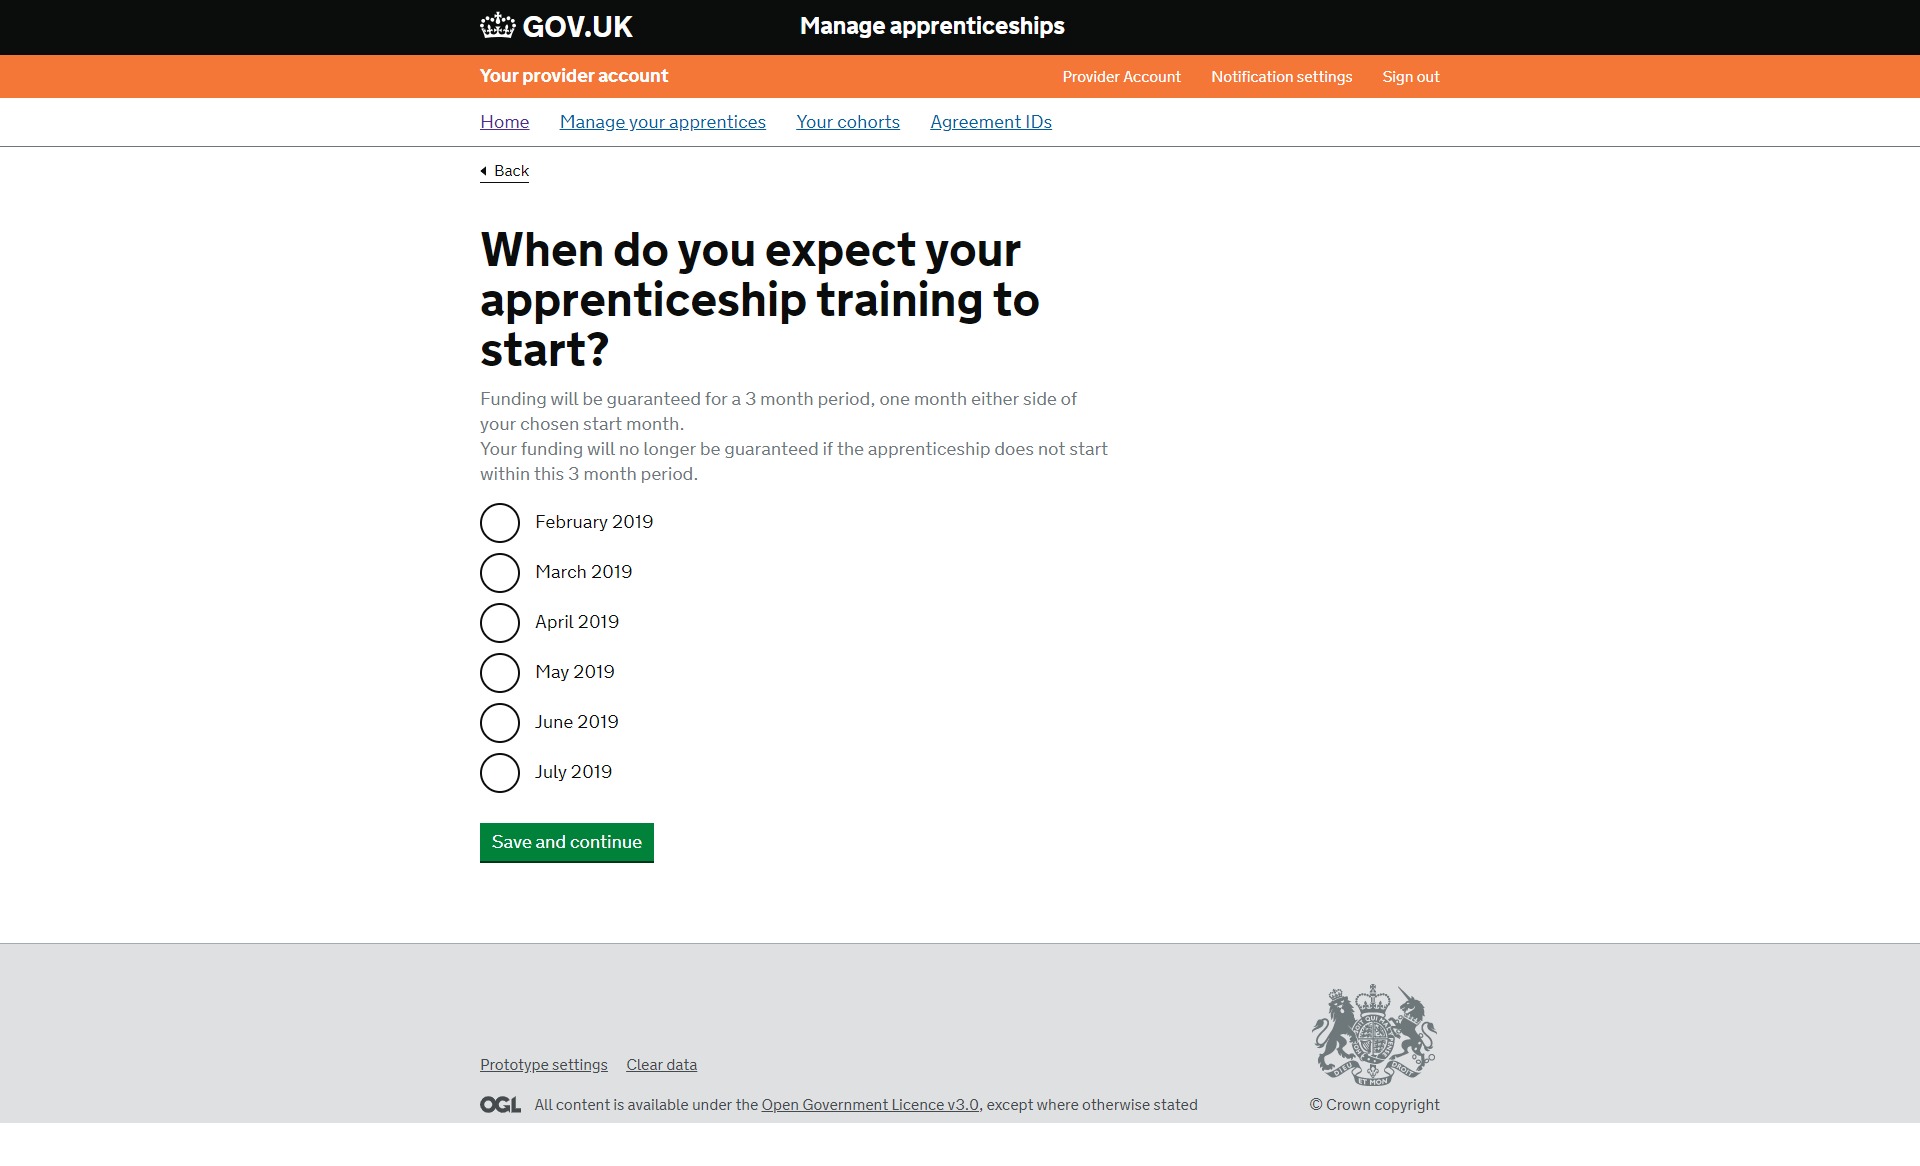 GOV.UK
Manage apprenticeships
Your provider account
Provider Account
Notification settings
Sign out
Home
Manage your apprentices
Your cohorts
Agreement IDs
Back
When do you expect your
apprenticeship training to
start?
Funding will be guaranteed for a 3 month period, one month either side of
your chosen start month.
Your funding will no longer be guaranteed if the apprenticeship does not start
within this 3 month period.
February 2019
March 2019
April 2019
May 2019
June 2019
July 2019
Save and continue
Prototype settings
Clear data
DIEU ET MON DROIT
OGL
All content is available under the Open Government Licence v3.0, except where otherwise stated
© Crown copyright